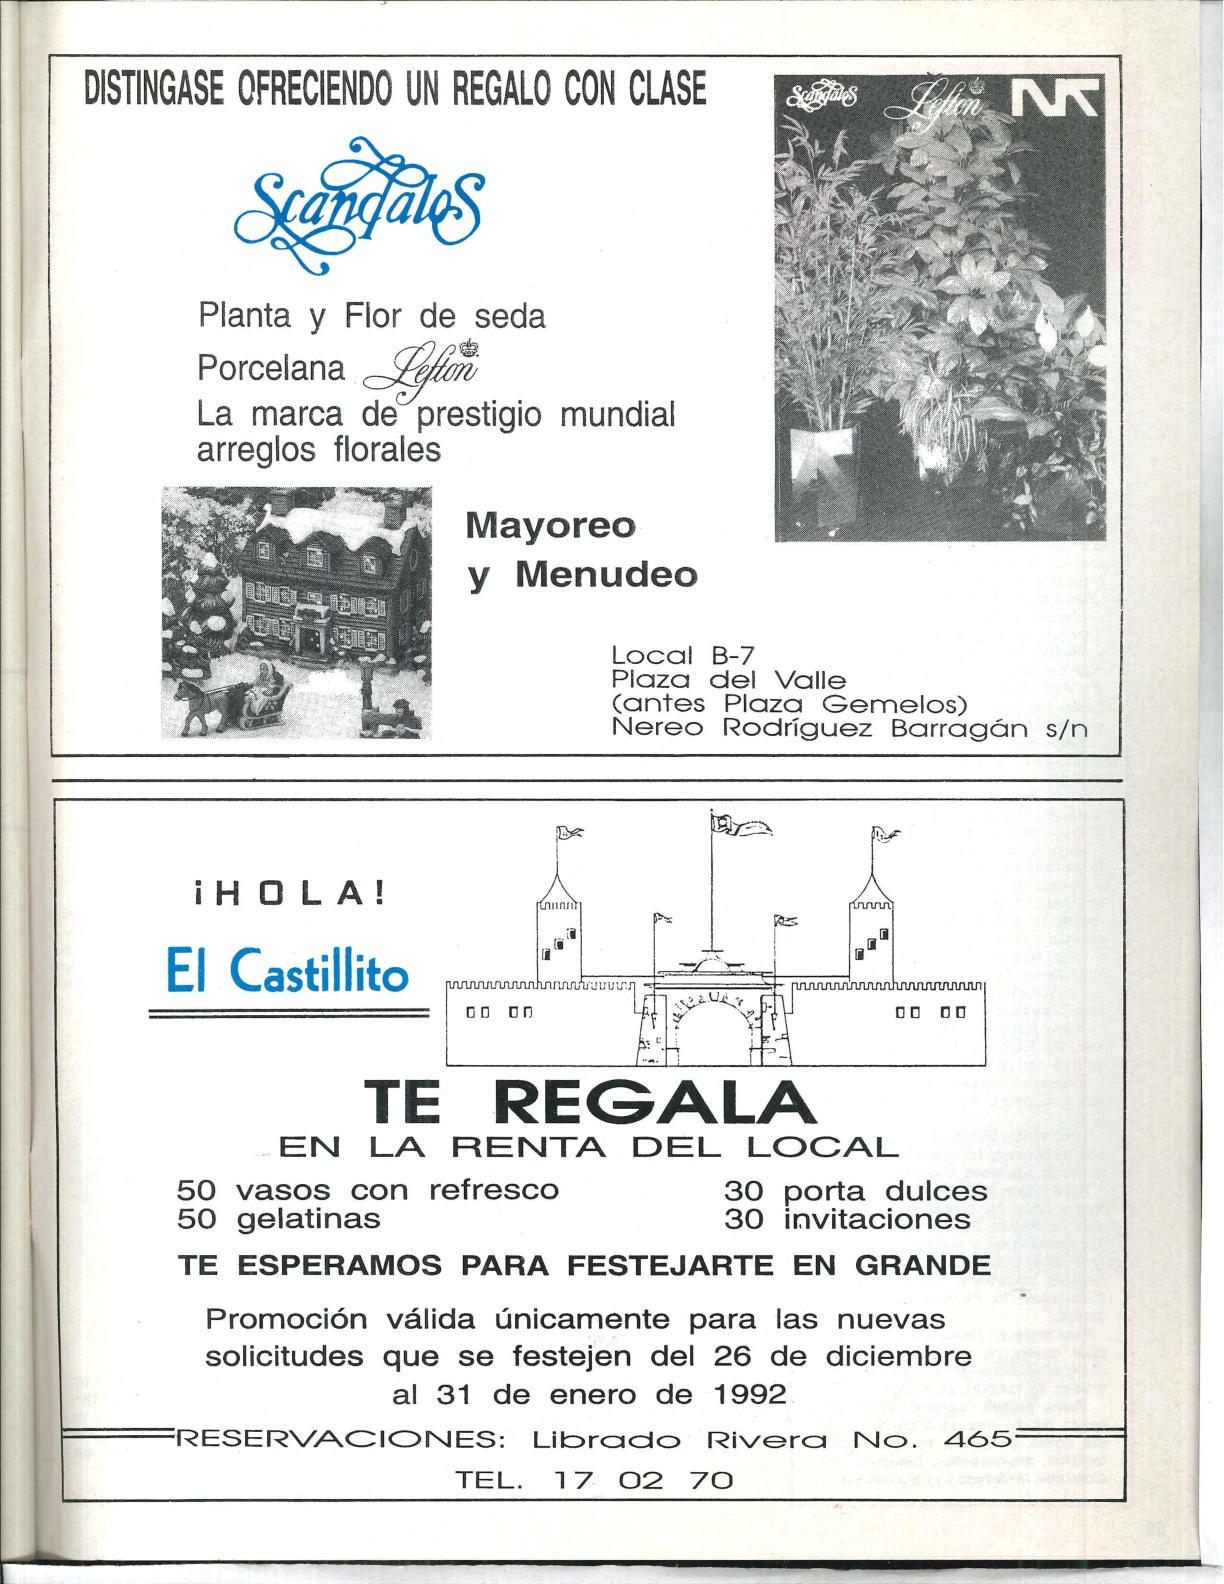 DISTINGASE OFRECIENDO UN REGALO CON CLASE
Scandalos
Scandalos Lefton NR
Planta y Flor de seda
Porcelana Lefton
La marca de prestigio mundial
arreglos florales
Mayoreo
y Menudeo
Local B-7
Plaza del Valle
(antes Plaza Gemelos)
Nereo Rodríguez Barragán s/n
¡HOLA!
El Castillito
TE REGALA
EN LA RENTA DEL LOCAL
50 vasos con refresco
50 gelatinas
30 porta dulces
30 invitaciones
TE ESPERAMOS PARA FESTEJARTE EN GRANDE
Promoción válida únicamente para las nuevas
solicitudes que se festejen del 26 de diciembre
al 31 de enero de 1992
RESERVACIONES: Librado Rivera No. 465
TEL. 17 02 70